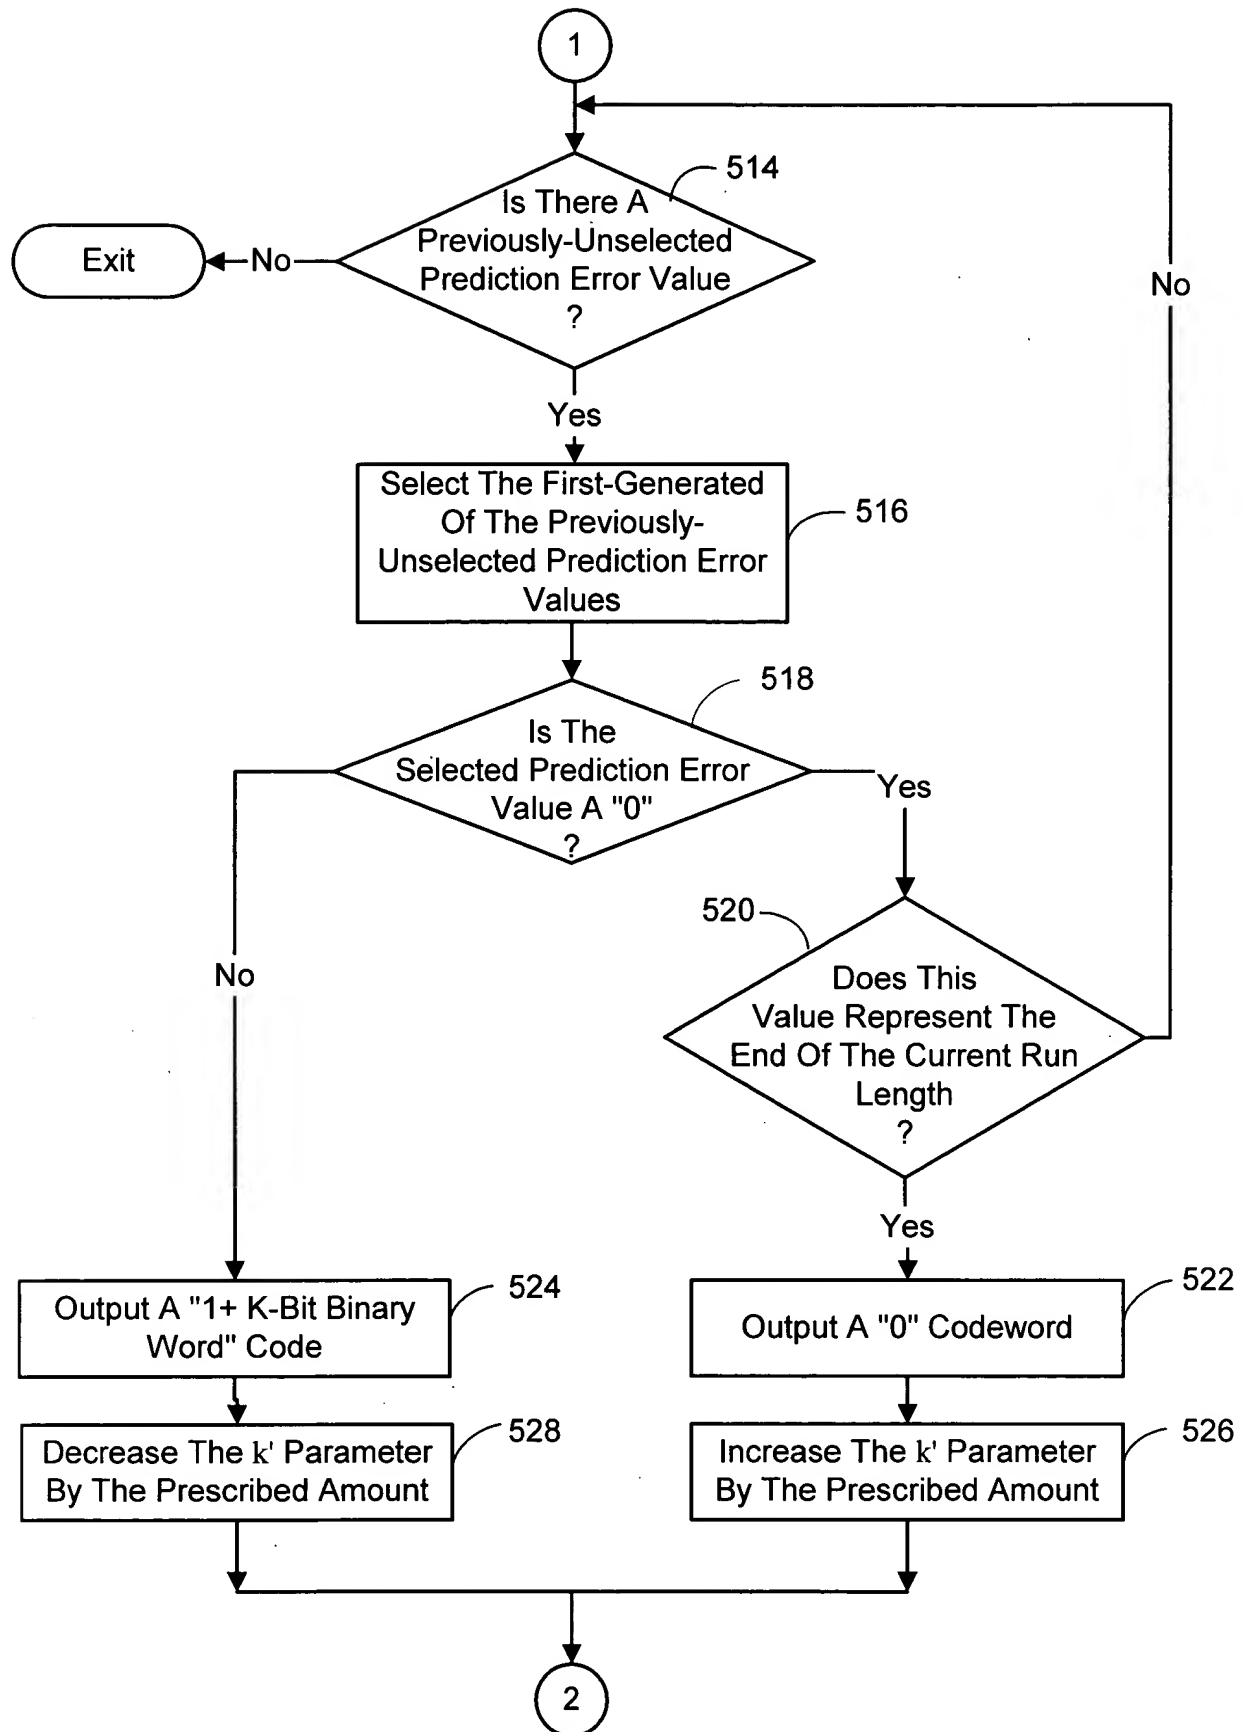 1
514
Is There A
Previously-Unselected
Prediction Error Value
?
Exit
No
No
Yes
Select The First-Generated
Of The Previously-
Unselected Prediction Error
Values
516
518
Is The
Selected Prediction Error
Value A "0"
?
Yes
520
No
Does This
Value Represent The
End Of The Current Run
Length
?
Yes
524
Output A "1+ K-Bit Binary
Word" Code
522
Output A "0" Codeword
528
Decrease The k' Parameter
By The Prescribed Amount
526
Increase The k' Parameter
By The Prescribed Amount
2